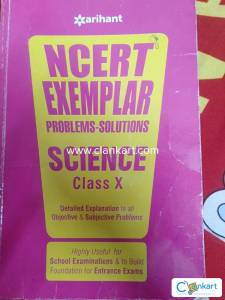 arihant
NCERT
EXEMPLAR
PROBLEMS-SOLUTIONS
www.clankart.com
SCIENCE
Class X
Detailed Explanation to all
Objective & Subjective Problems
Highly Useful for
School Examinations & to Build
Foundation for Entrance Exams
Clankart